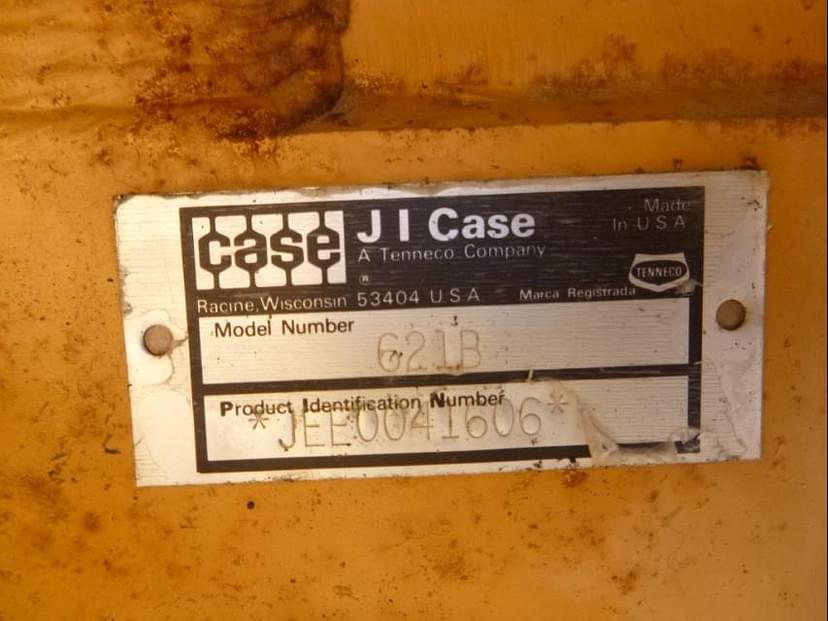 case
J I Case
A Tenneco Company
®
Made
In U S A
TENNECO
Racine, Wisconsin 53404 U S A
Marca Registrada
Model Number
621B
Product Identification Number
*JEE0041606*